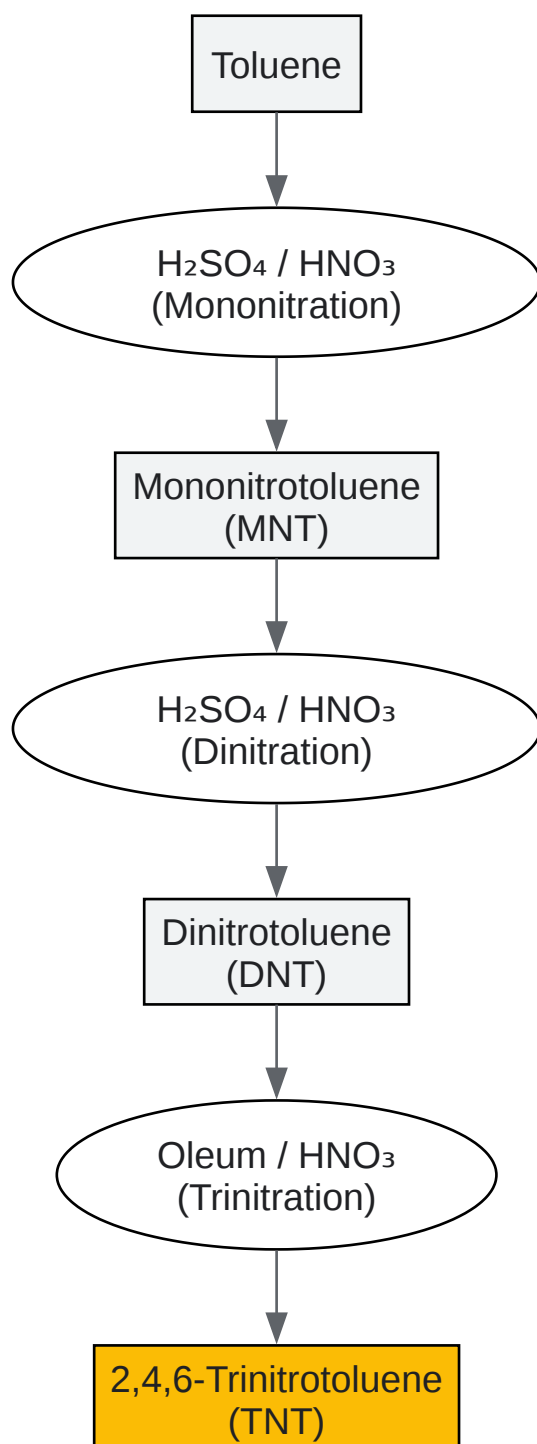 Toluene
H₂SO₄ / HNO₃
(Mononitration)
Mononitrotoluene
(MNT)
H₂SO₄ / HNO₃
(Dinitration)
Dinitrotoluene
(DNT)
Oleum / HNO₃
(Trinitration)
2,4,6-Trinitrotoluene
(TNT)